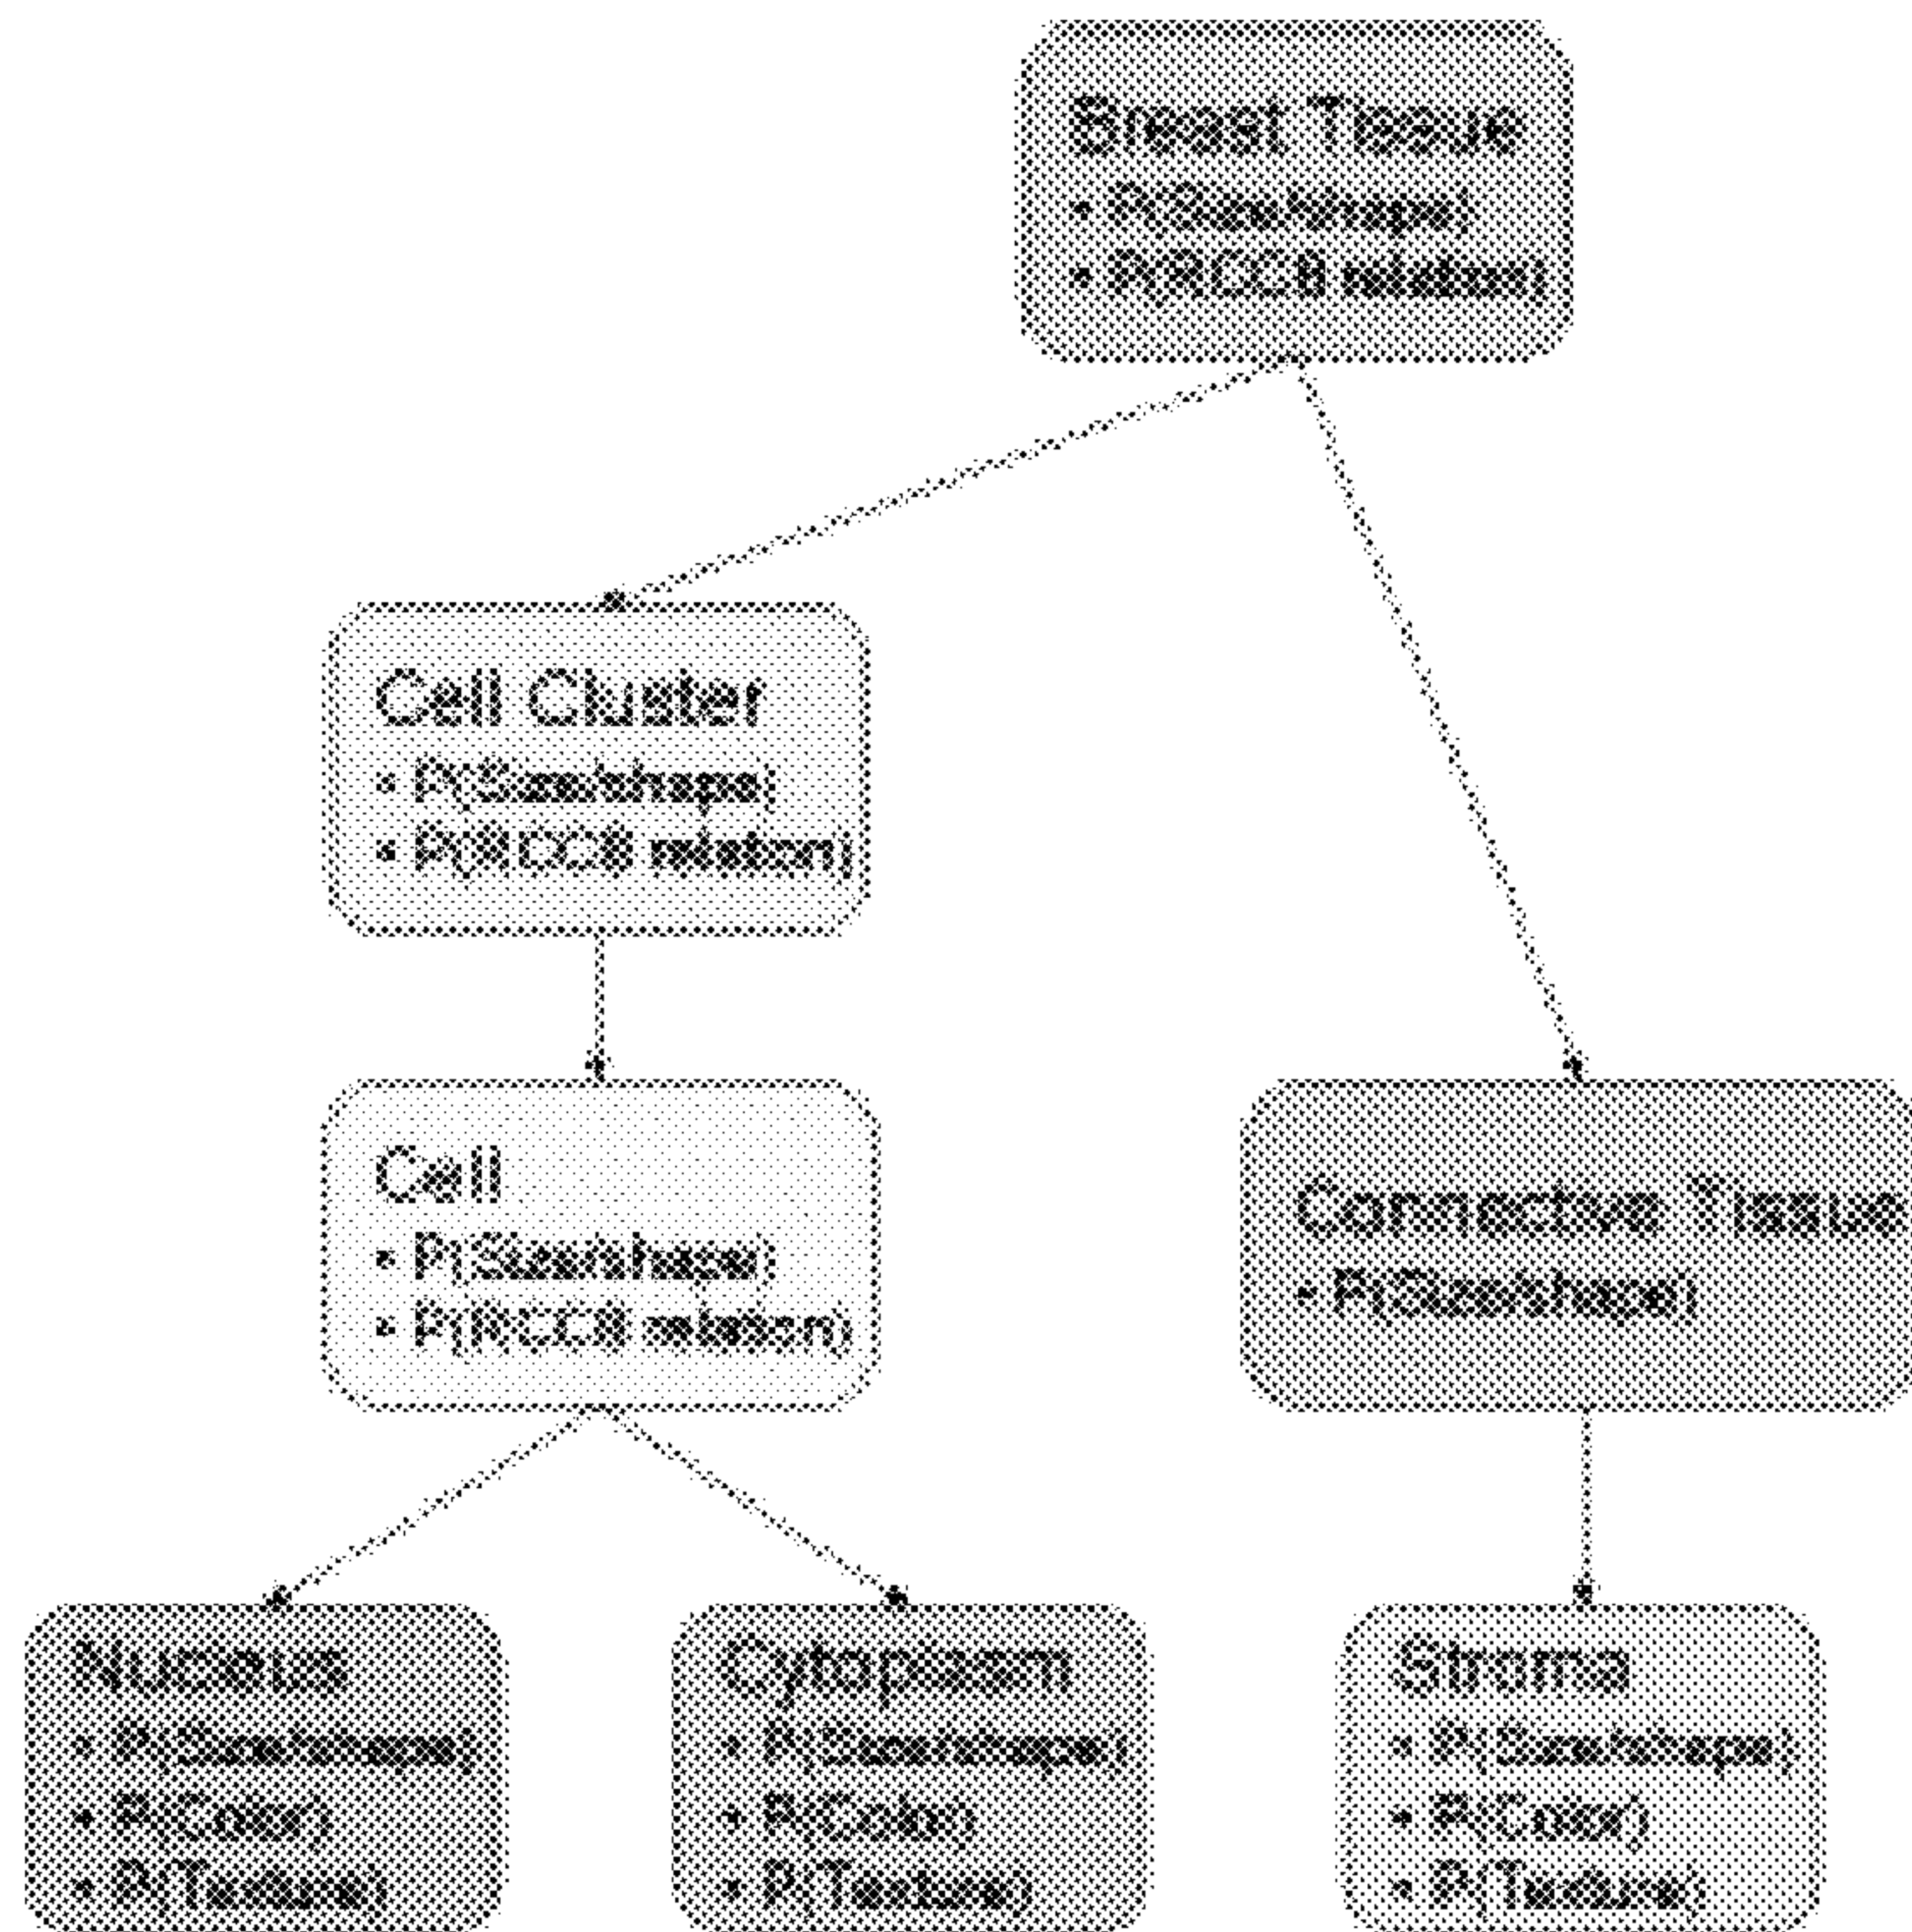 Breast Tissue
• P(Size/shape)
• P(RCC8 relation)
Cell Cluster
• P(Size/shape)
• P(RCC8 relation)
Cell
• P(Size/shape)
• P(RCC8 relation)
Connective Tissue
• P(Size/shape)
Nucleus
• P(Size/shape)
• P(Color)
• P(Texture)
Cytoplasm
• P(Size/shape)
• P(Color)
• P(Texture)
Stroma
• P(Size/shape)
• P(Color)
• P(Texture)